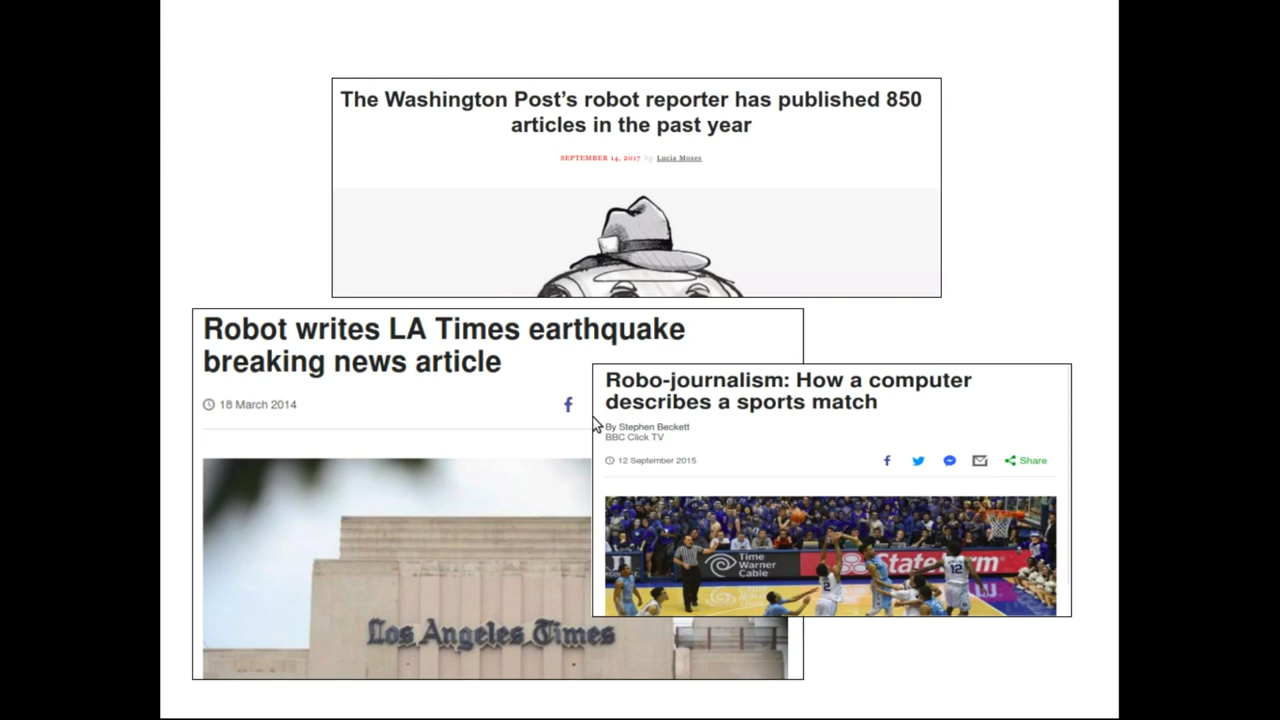 The Washington Post’s robot reporter has published 850
articles in the past year
SEPTEMBER 14, 2017 by Lucia Moses
Robot writes LA Times earthquake
breaking news article
18 March 2014
Los Angeles Times
Robo-journalism: How a computer
describes a sports match
By Stephen Beckett
BBC Click TV
12 September 2015
Share
Time
Warner
Cable
12
2